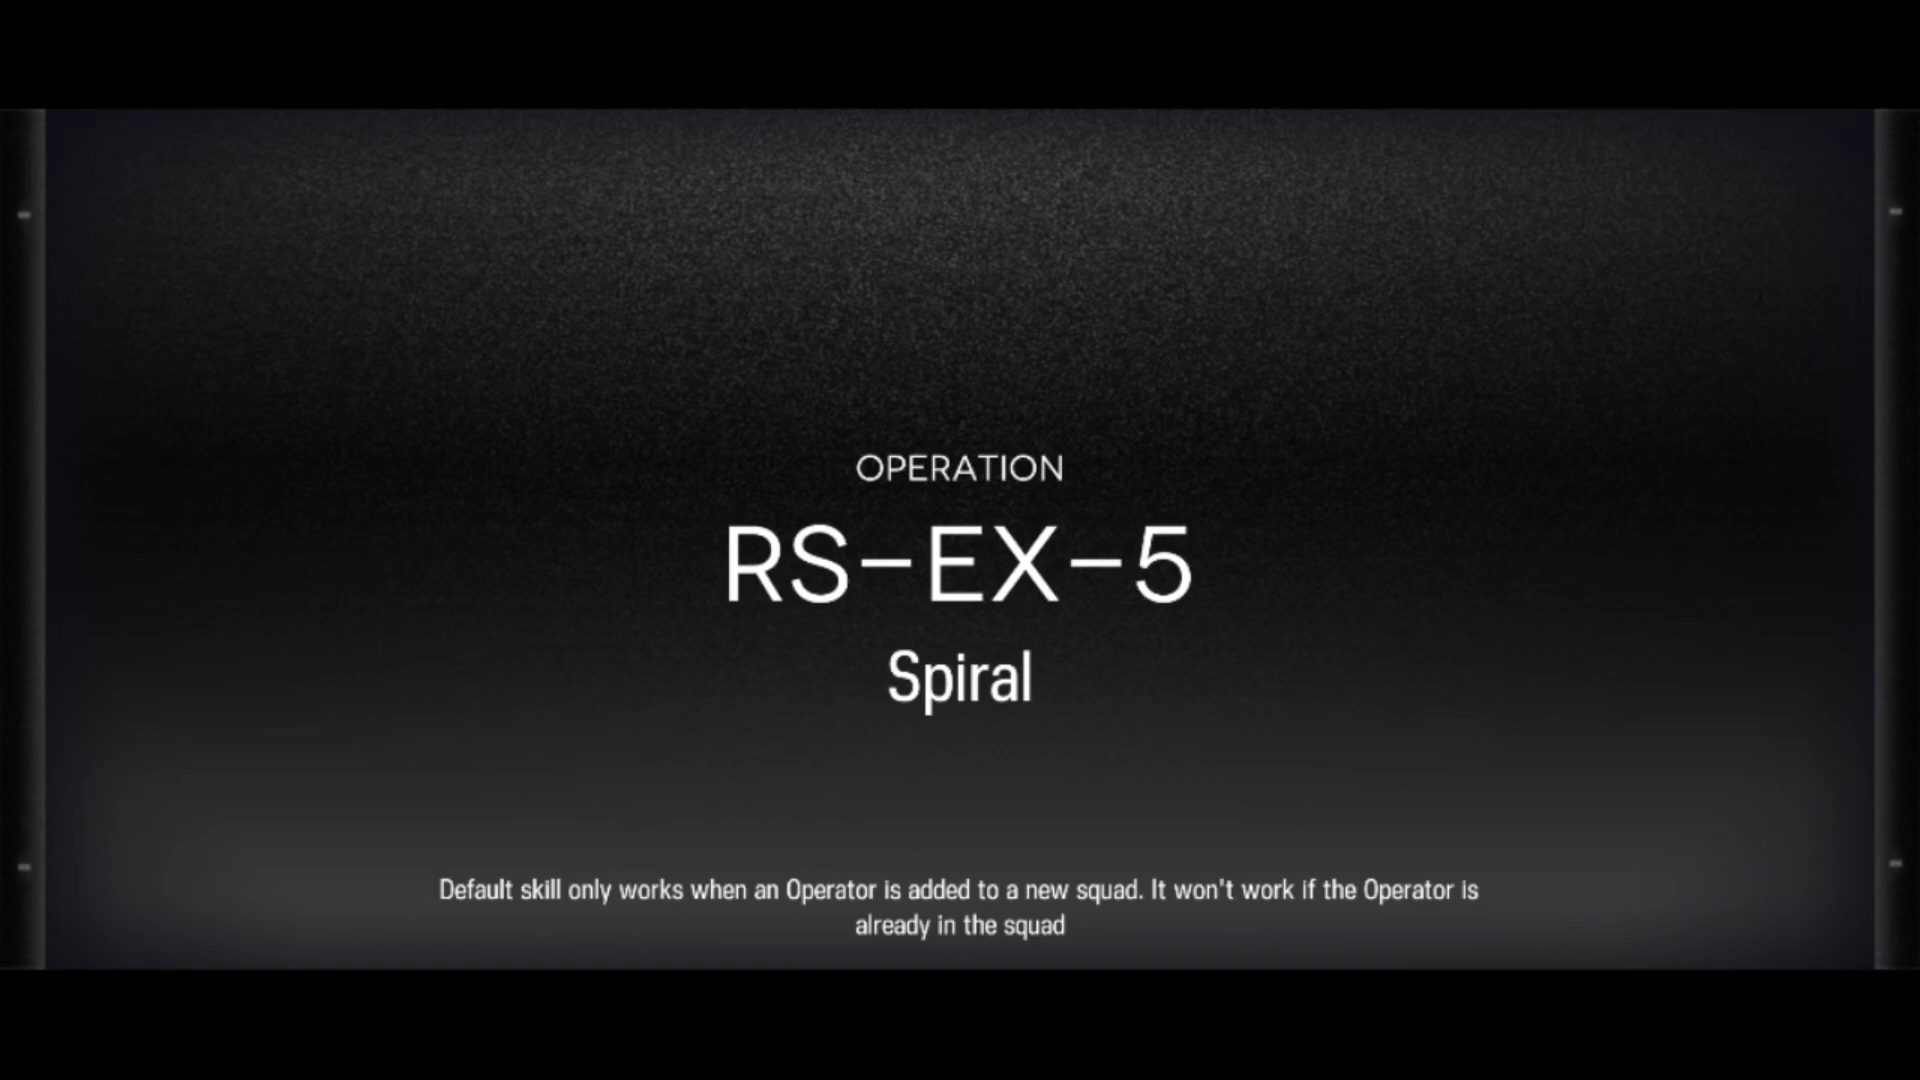 OPERATION
RS-EX-5
Spiral
Default skill only works when an Operator is added to a new squad. It won't work if the Operator is
already in the squad